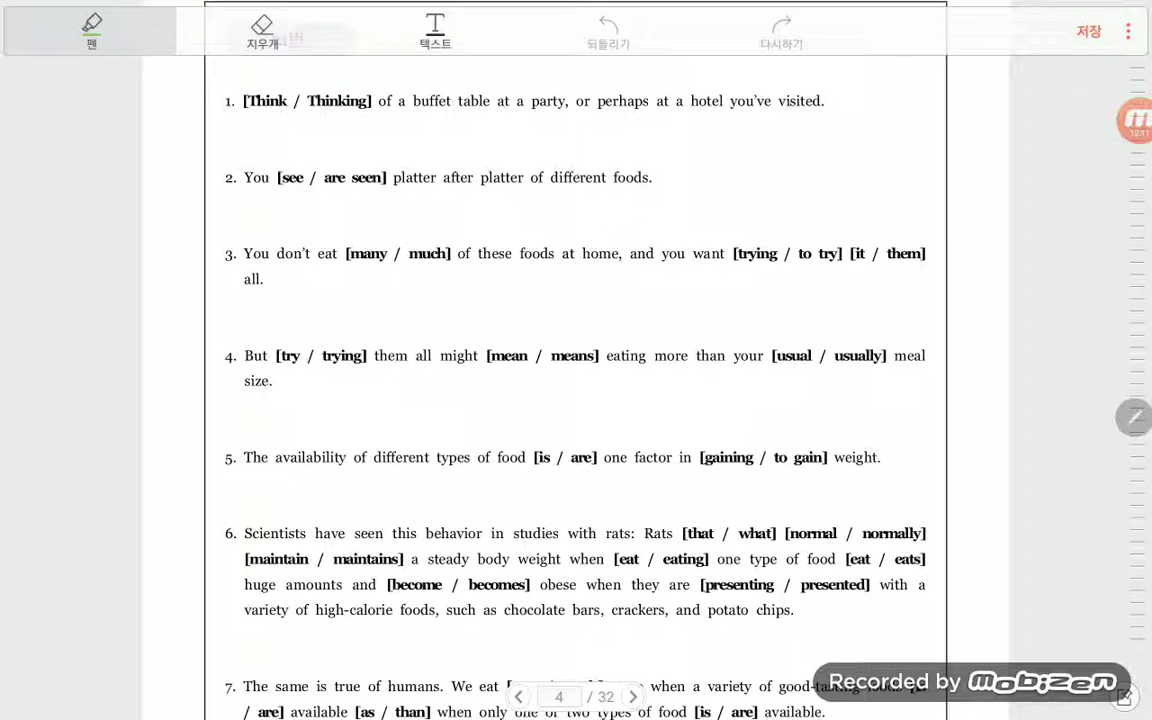 펜
지우개
텍스트
되돌리기
다시하기
저장
12:11
1. [Think / Thinking] of a buffet table at a party, or perhaps at a hotel you've visited.
2. You [see / are seen] platter after platter of different foods.
3. You don't eat [many / much] of these foods at home, and you want [trying / to try] [it / them]
all.
4. But [try / trying] them all might [mean / means] eating more than your [usual / usually] meal
size.
5. The availability of different types of food [is / are] one factor in [gaining / to gain] weight.
6. Scientists have seen this behavior in studies with rats: Rats [that / what] [normal / normally]
[maintain / maintains] a steady body weight when [eat / eating] one type of food [eat / eats]
huge amounts and [become / becomes] obese when they are [presenting / presented] with a
variety of high-calorie foods, such as chocolate bars, crackers, and potato chips.
7. The same is true of humans. We eat when a variety of
/ are] available [as / than] when only one or two types of food [is / are] available.
4 / 32
Recorded by mobizen